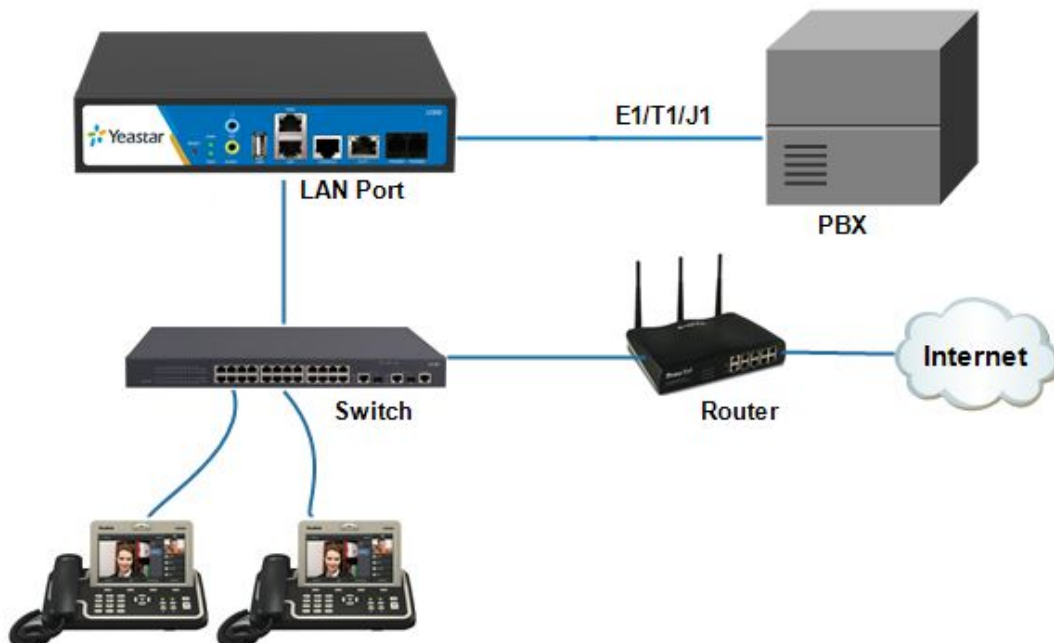 Yeastar
E1/T1/J1
LAN Port
PBX
Internet
Switch
Router